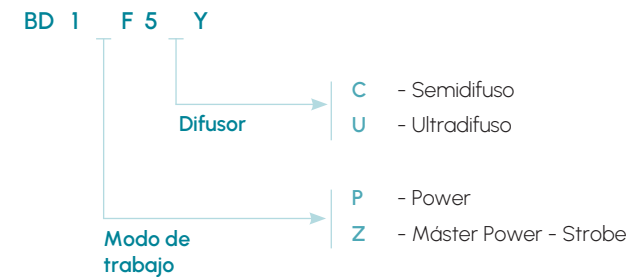 BD 1 F 5 Y
C - Semidifuso
Difusor
U - Ultradifuso
P - Power
Z - Máster Power - Strobe
Modo de
trabajo